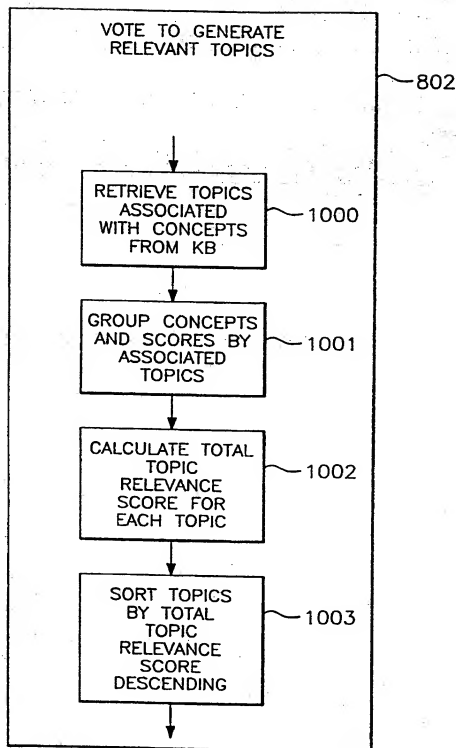 VOTE TO GENERATE
RELEVANT TOPICS
802
RETRIEVE TOPICS
ASSOCIATED
WITH CONCEPTS
FROM KB
1000
GROUP CONCEPTS
AND SCORES BY
ASSOCIATED
TOPICS
1001
CALCULATE TOTAL
TOPIC
RELEVANCE
SCORE FOR
EACH TOPIC
1002
SORT TOPICS
BY TOTAL
TOPIC
RELEVANCE
SCORE
DESCENDING
1003